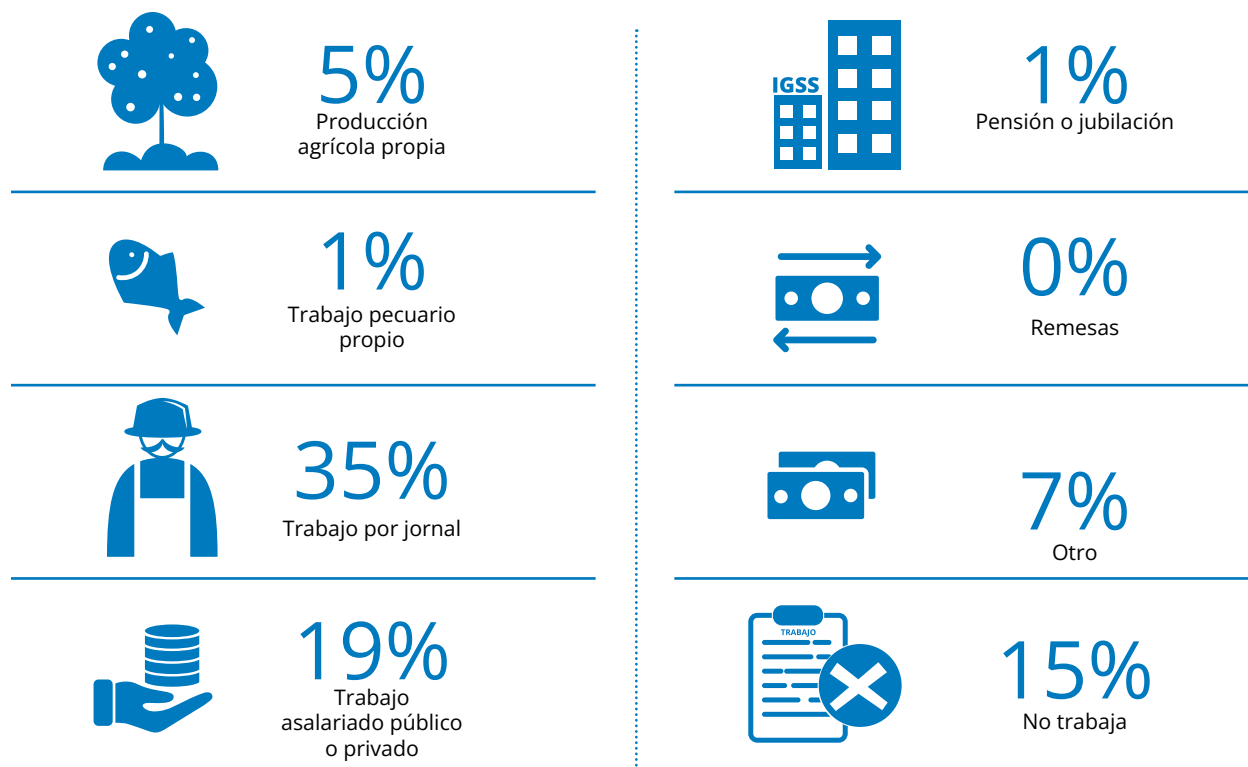 5%
Producción
agrícola propia
1%
Trabajo pecuario
propio
35%
Trabajo por jornal
19%
Trabajo
asalariado público
o privado
IGSS
1%
Pensión o jubilación
0%
Remesas
7%
Otro
TRABAJO
15%
No trabaja